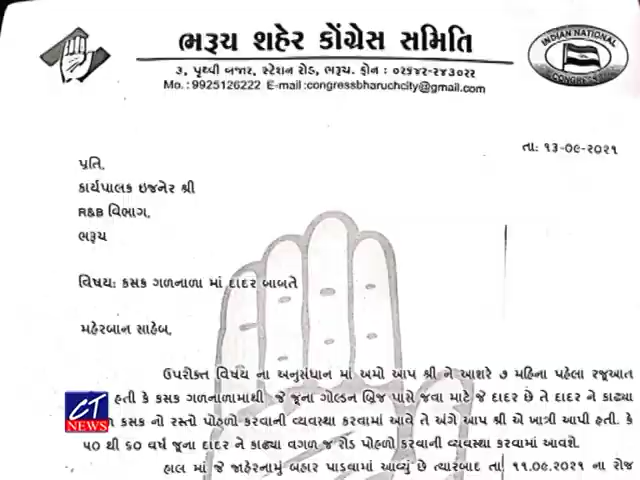 ભરૂચ શહેર કોંગ્રેસ સમિતિ
INDIAN NATIONAL CONGRESS
૩, પૃથ્વી બજાર, સ્ટેશન રોડ, ભરૂચ. ફોન : ૦૨૬૪૨-૨૪૩૦૨૨
Mo. : 9925126222 E-mail :congressbharuchcity@gmail.com
તાઃ ૧૩-૦૯-૨૦૨૧
પ્રતિ,
કાર્યપાલક ઇજનેર શ્રી
R&B વિભાગ,
ભરૂચ
વિષય: કસક ગળનાળા માં દાદર બાબતે
મહેરબાન સાહેબ,
ઉપરીક્ત વિષય ના અનુસંધાન માં અમો આપ શ્રી ને આશરે ૭ મહિના પહેલા રજૂઆત
હતી કે કસક ગળનાળામાથી જે જૂના ગોલ્ડન બ્રિજ પાસે જવા માટે જે દાદર છે તે દાદર ને કાઢ્યા
CT NEWS
કસક નો રસ્તો પોહળો કરવાની વ્યવસ્થા કરવામાં આવે તે અંગે આપ શ્રી એ ખાત્રી આપી હતી. કે
૫૦ થી ૬૦ વર્ષ જૂના દાદર ને કાઢ્યા વગળ જ રોડ પોહળો કરવાની વ્યવસ્થા કરવામાં આવશે.
હાલ માં જે જાહેરનામું બહાર પાડવામાં આવ્યું છે ત્યારબાદ તા ૧૧.૦૯.૨૦૨૧ ના રોજ